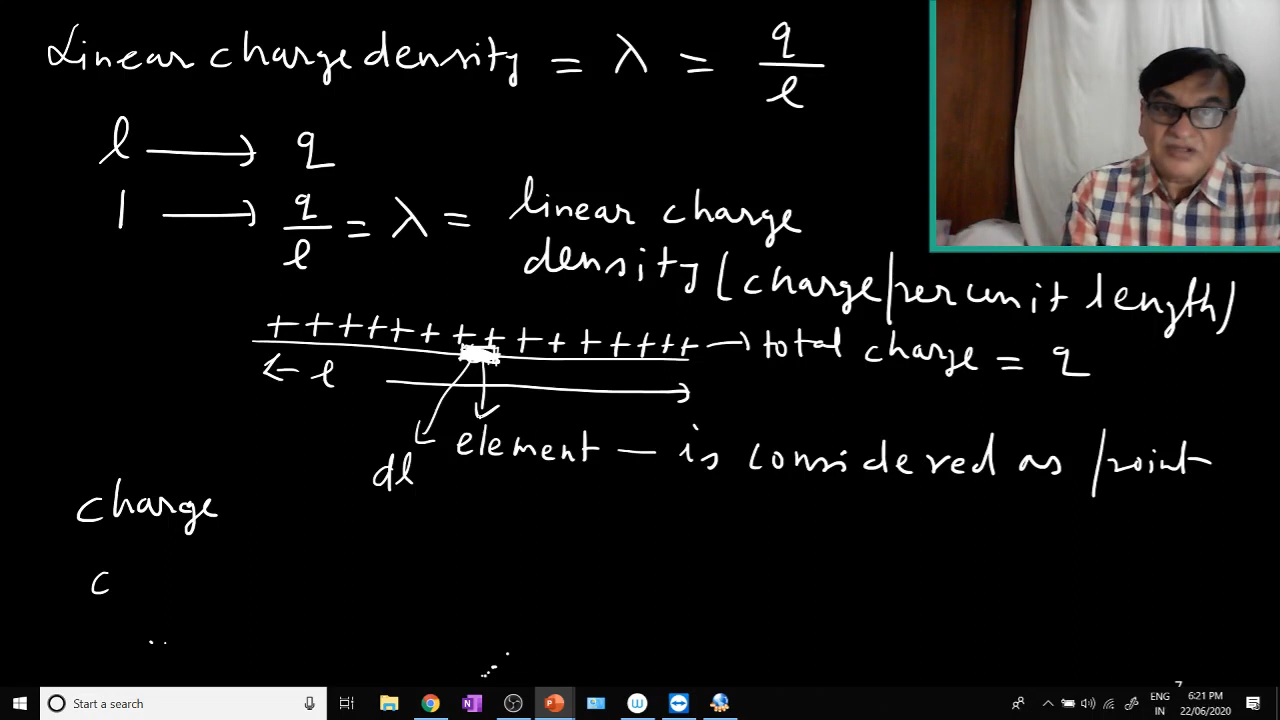 Linear charge density = λ = q/l
l → q
1 → q/l = λ = linear charge
density (charge/per unit length)
+ + + + + + + + + + + + + + + + → total charge = q
← l →
dl element — is considered as point
charge
c
Start a search
ENG 6:21 PM
IN 22/06/2020